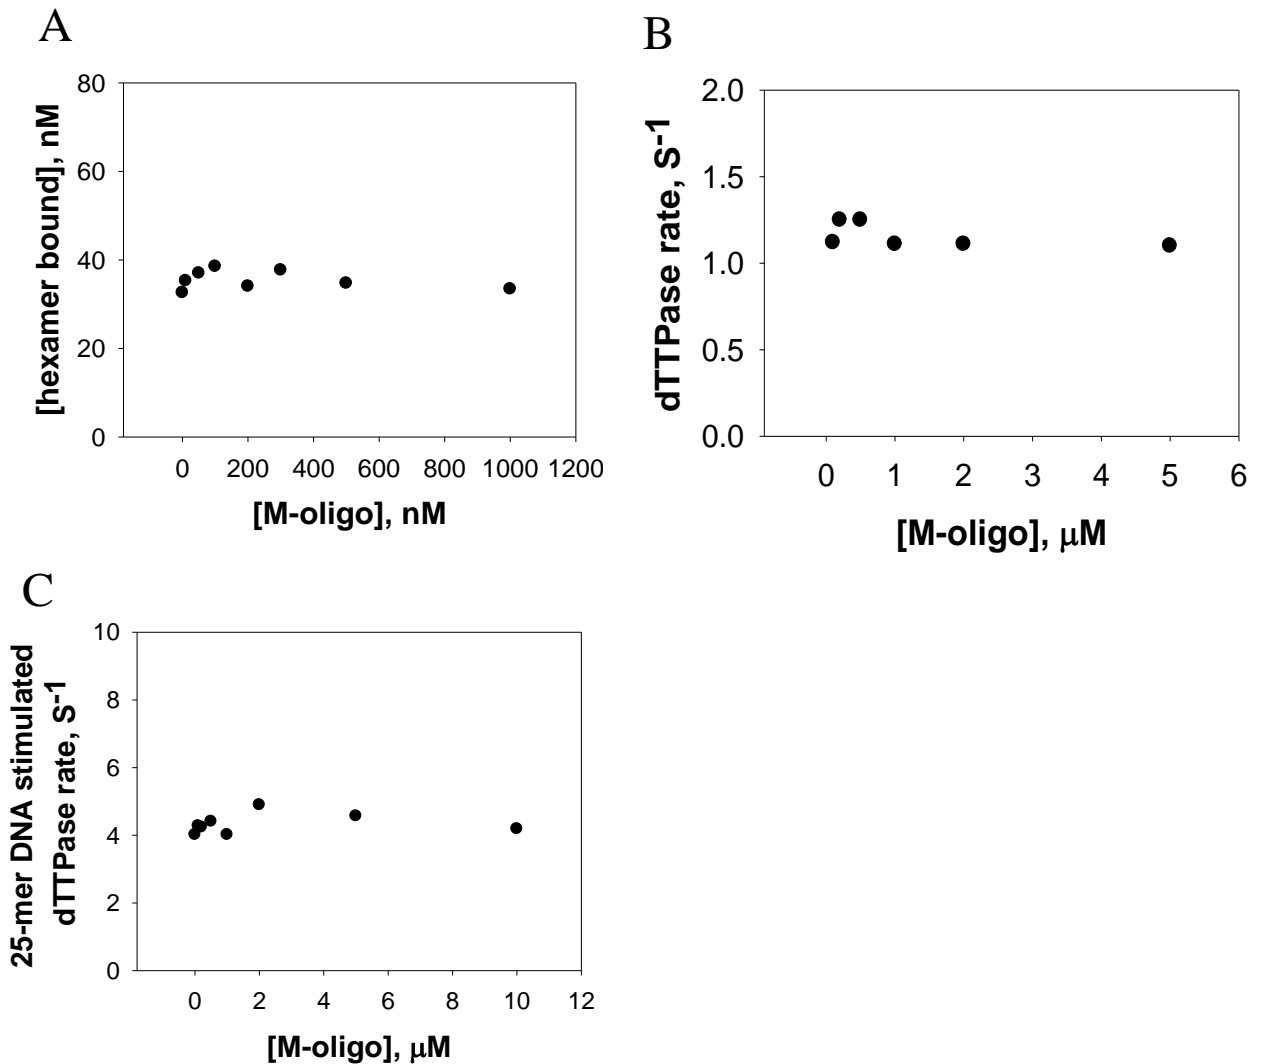 A
[hexamer bound], nM
80
60
40
20
0
0 200 400 600 800 1000 1200
[M-oligo], nM
B
dTTPase rate, S-1
2.0
1.5
1.0
0.5
0.0
0 1 2 3 4 5 6
[M-oligo], μM
C
25-mer DNA stimulated
dTTPase rate, S-1
10
8
6
4
2
0
0 2 4 6 8 10 12
[M-oligo], μM